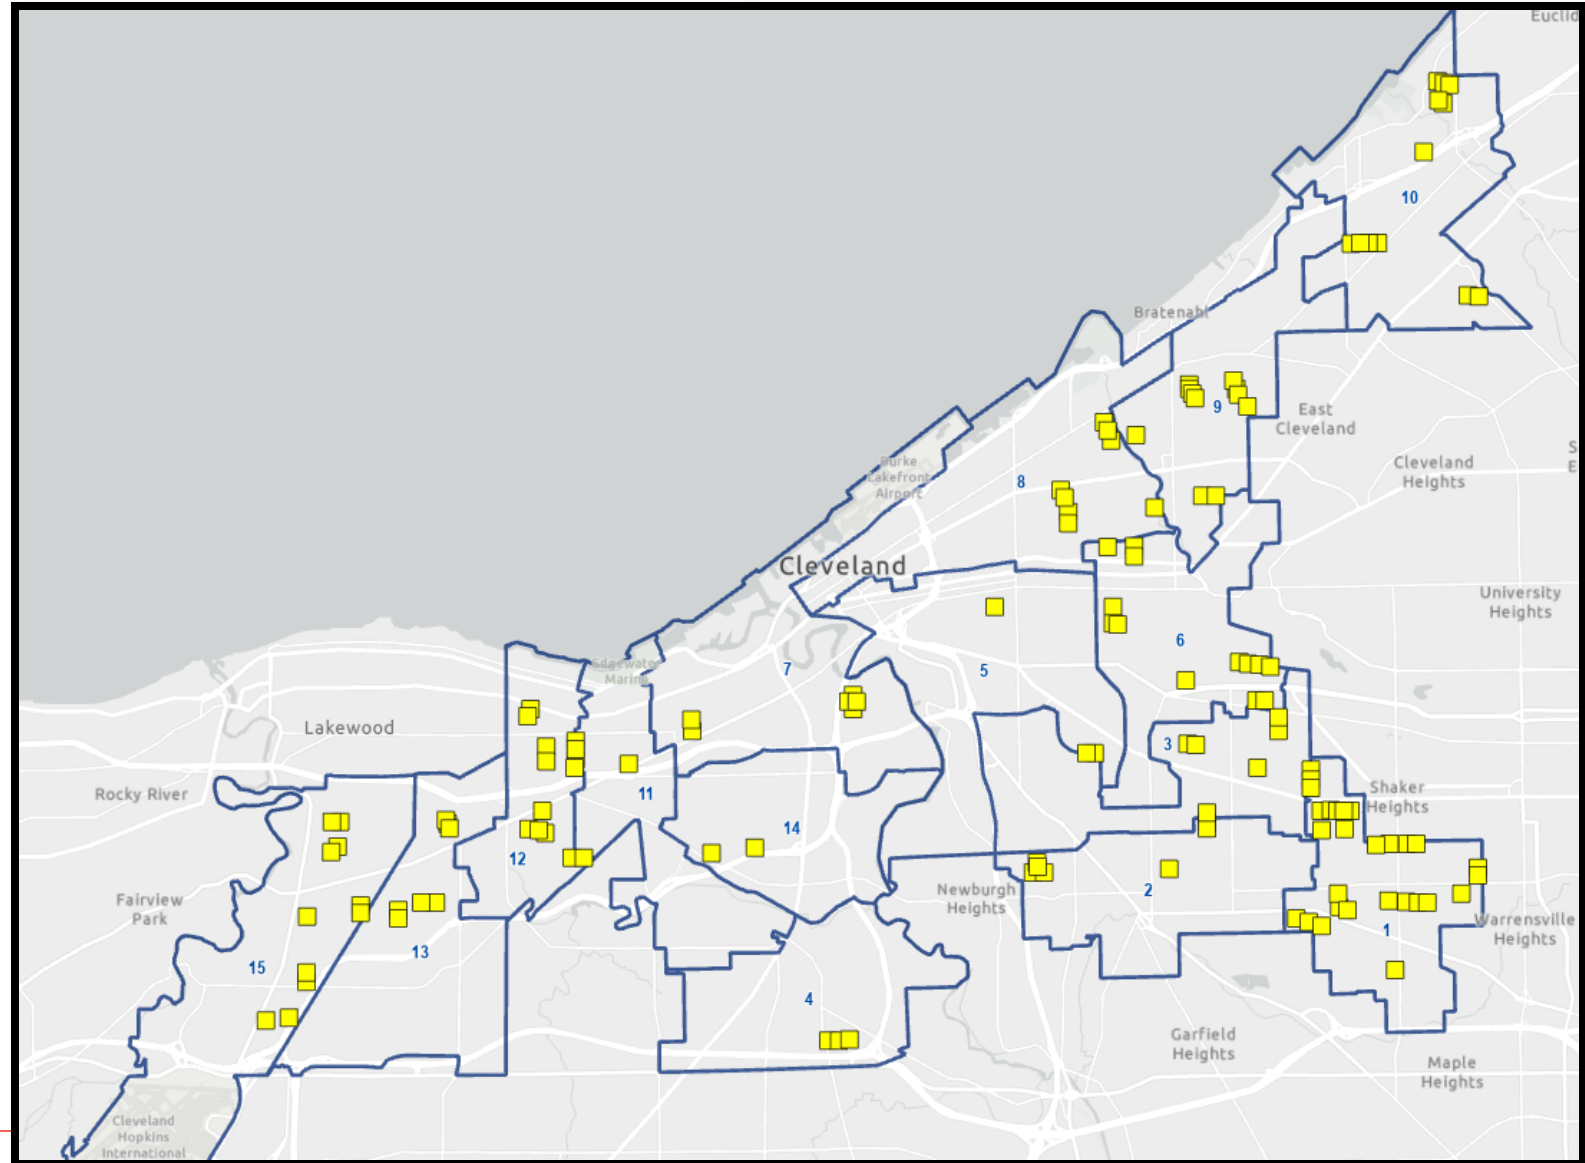 Euclid
10
Bratenahl
9
East
Cleveland
Cleveland
Heights
S
E
Burke
Lakefront
Airport
8
Cleveland
University
Heights
6
Edgewater
Marina
7
5
Lakewood
3
Rocky River
11
Shaker
Heights
14
12
Fairview
Park
Newburgh
Heights
2
1
Warrensville
Heights
13
15
4
Garfield
Heights
Maple
Heights
Cleveland
Hopkins
International